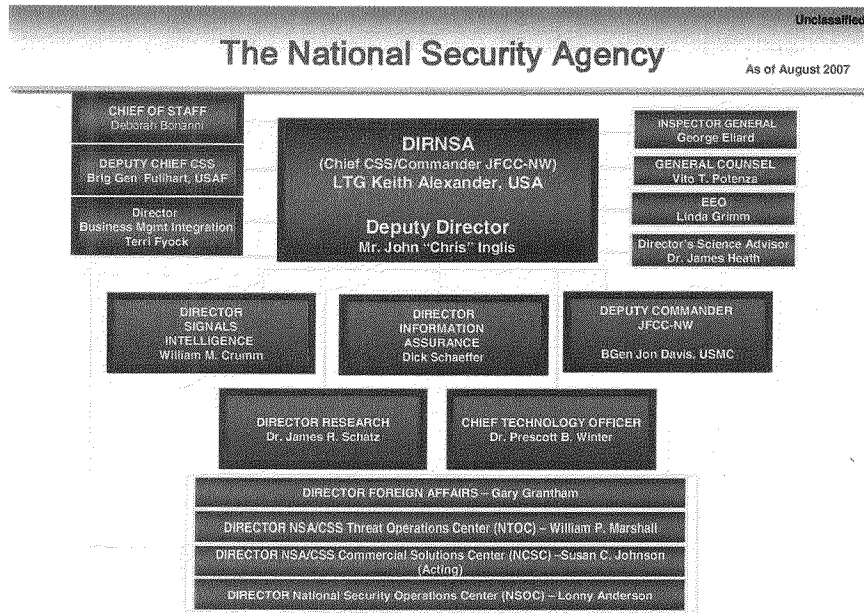 Unclassified
The National Security Agency
As of August 2007
CHIEF OF STAFF
Deborah Bonanni
DEPUTY CHIEF CSS
Brig Gen Fullhart, USAF
Director
Business Mgmt Integration
Terri Fyock
DIRNSA
(Chief CSS/Commander JFCC-NW)
LTG Keith Alexander, USA
Deputy Director
Mr. John "Chris" Inglis
INSPECTOR GENERAL
George Ellard
GENERAL COUNSEL
Vito T. Potenza
EEO
Linda Grimm
Director's Science Advisor
Dr. James Heath
DIRECTOR
SIGNALS
INTELLIGENCE
William M. Crumm
DIRECTOR
INFORMATION
ASSURANCE
Dick Schaeffer
DEPUTY COMMANDER
JFCC-NW
BGen Jon Davis, USMC
DIRECTOR RESEARCH
Dr. James R. Schatz
CHIEF TECHNOLOGY OFFICER
Dr. Prescott B. Winter
DIRECTOR FOREIGN AFFAIRS – Gary Grantham
DIRECTOR NSA/CSS Threat Operations Center (NTOC) – William P. Marshall
DIRECTOR NSA/CSS Commercial Solutions Center (NCSC) –Susan C. Johnson
(Acting)
DIRECTOR National Security Operations Center (NSOC) – Lonny Anderson